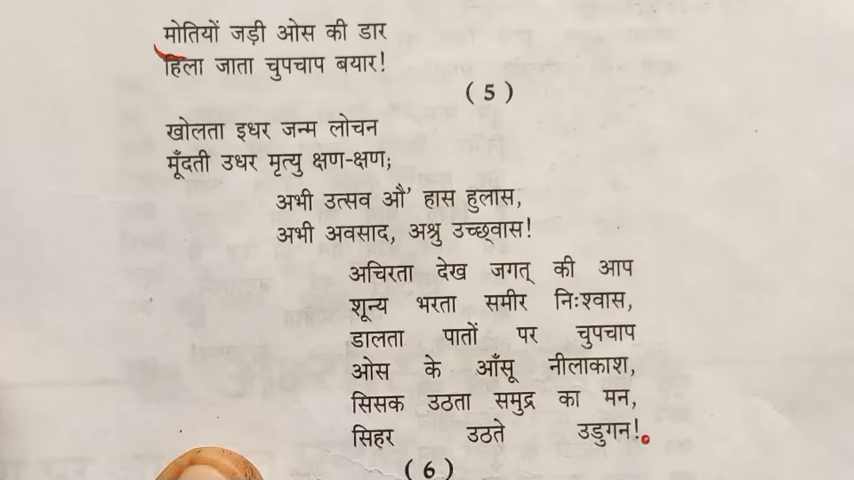 मोतियों जड़ी ओस की डार
हिला जाता चुपचाप बयार!
(5)
खोलता इधर जन्म लोचन
मूँदती उधर मृत्यु क्षण-क्षण;
अभी उत्सव औ' हास हुलास,
अभी अवसाद, अश्रु उच्छ्वास!
अचिरता देख जगत् की आप
शून्य भरता समीर निःश्वास,
डालता पातों पर चुपचाप
ओस के आँसू नीलाकाश,
सिसक उठता समुद्र का मन,
सिहर उठते उडुगन!
(6)